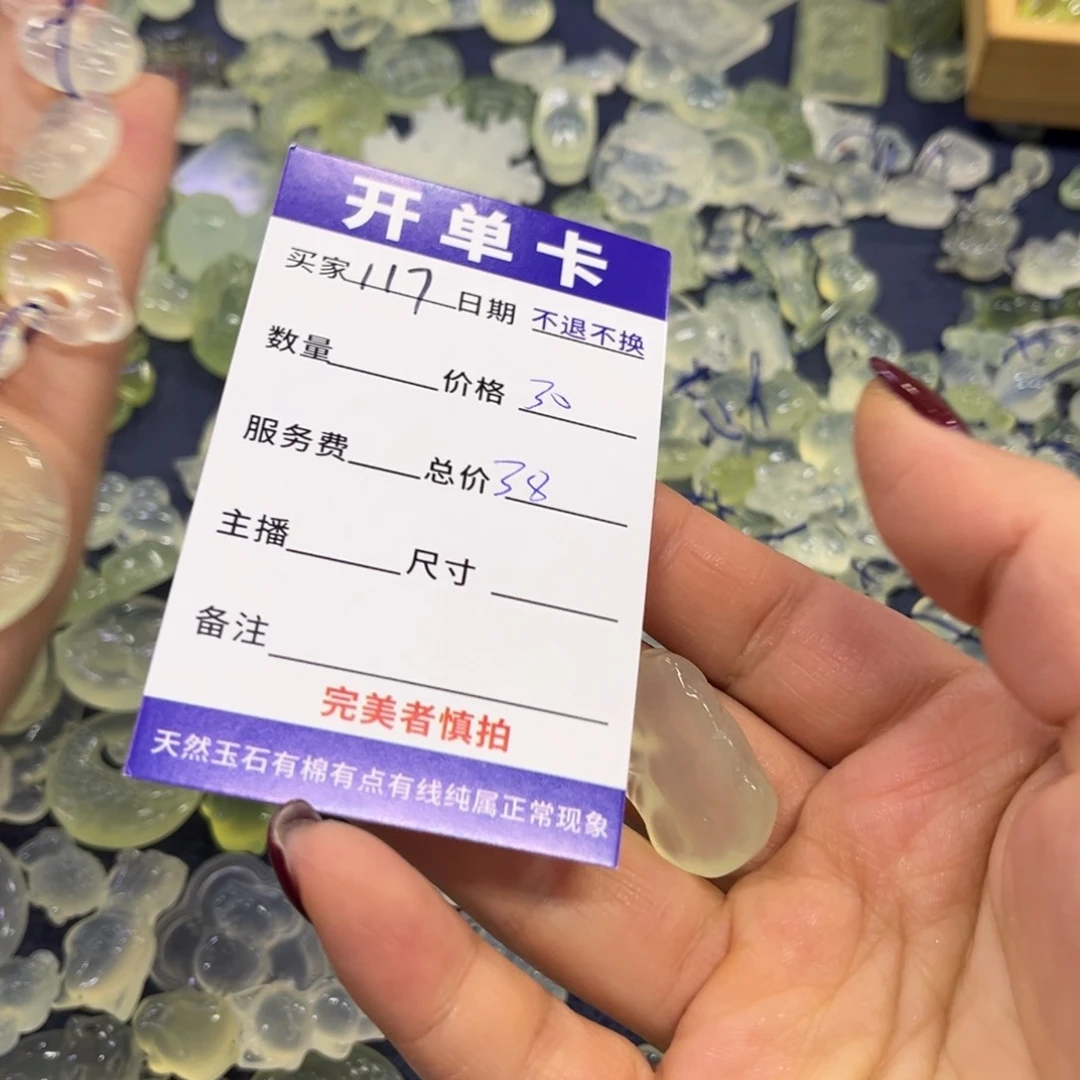 开单卡
买家 117 日期 不退不换
数量 价格 30
服务费 总价 38
主播 尺寸
备注
完美者慎拍
天然玉石有棉有点有线纯属正常现象